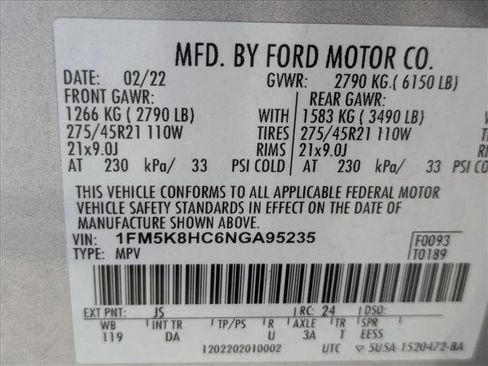 MFD. BY FORD MOTOR CO.
DATE: 02/22 GVWR: 2790 KG.( 6150 LB)
FRONT GAWR: REAR GAWR:
1266 KG ( 2790 LB) WITH 1583 KG ( 3490 LB) WITH
275/45R21 110W TIRES 275/45R21 110W TIRES
21x9.0J RIMS 21x9.0J RIMS
AT 230 kPa/ 33 PSI COLD AT 230 kPa/ 33 PSI COLD
THIS VEHICLE CONFORMS TO ALL APPLICABLE FEDERAL MOTOR
VEHICLE SAFETY STANDARDS IN EFFECT ON THE DATE OF
MANUFACTURE SHOWN ABOVE.
VIN: 1FM5K8HC6NGA95235 F0093
TYPE: MPV T0189
EXT PNT: JS RC: 24 DSO:
WB INT TR TP/PS R AXLE TR SPR
119 DA U 3A T EESS
1202202010002 UTC 5U5A-1520472-BA